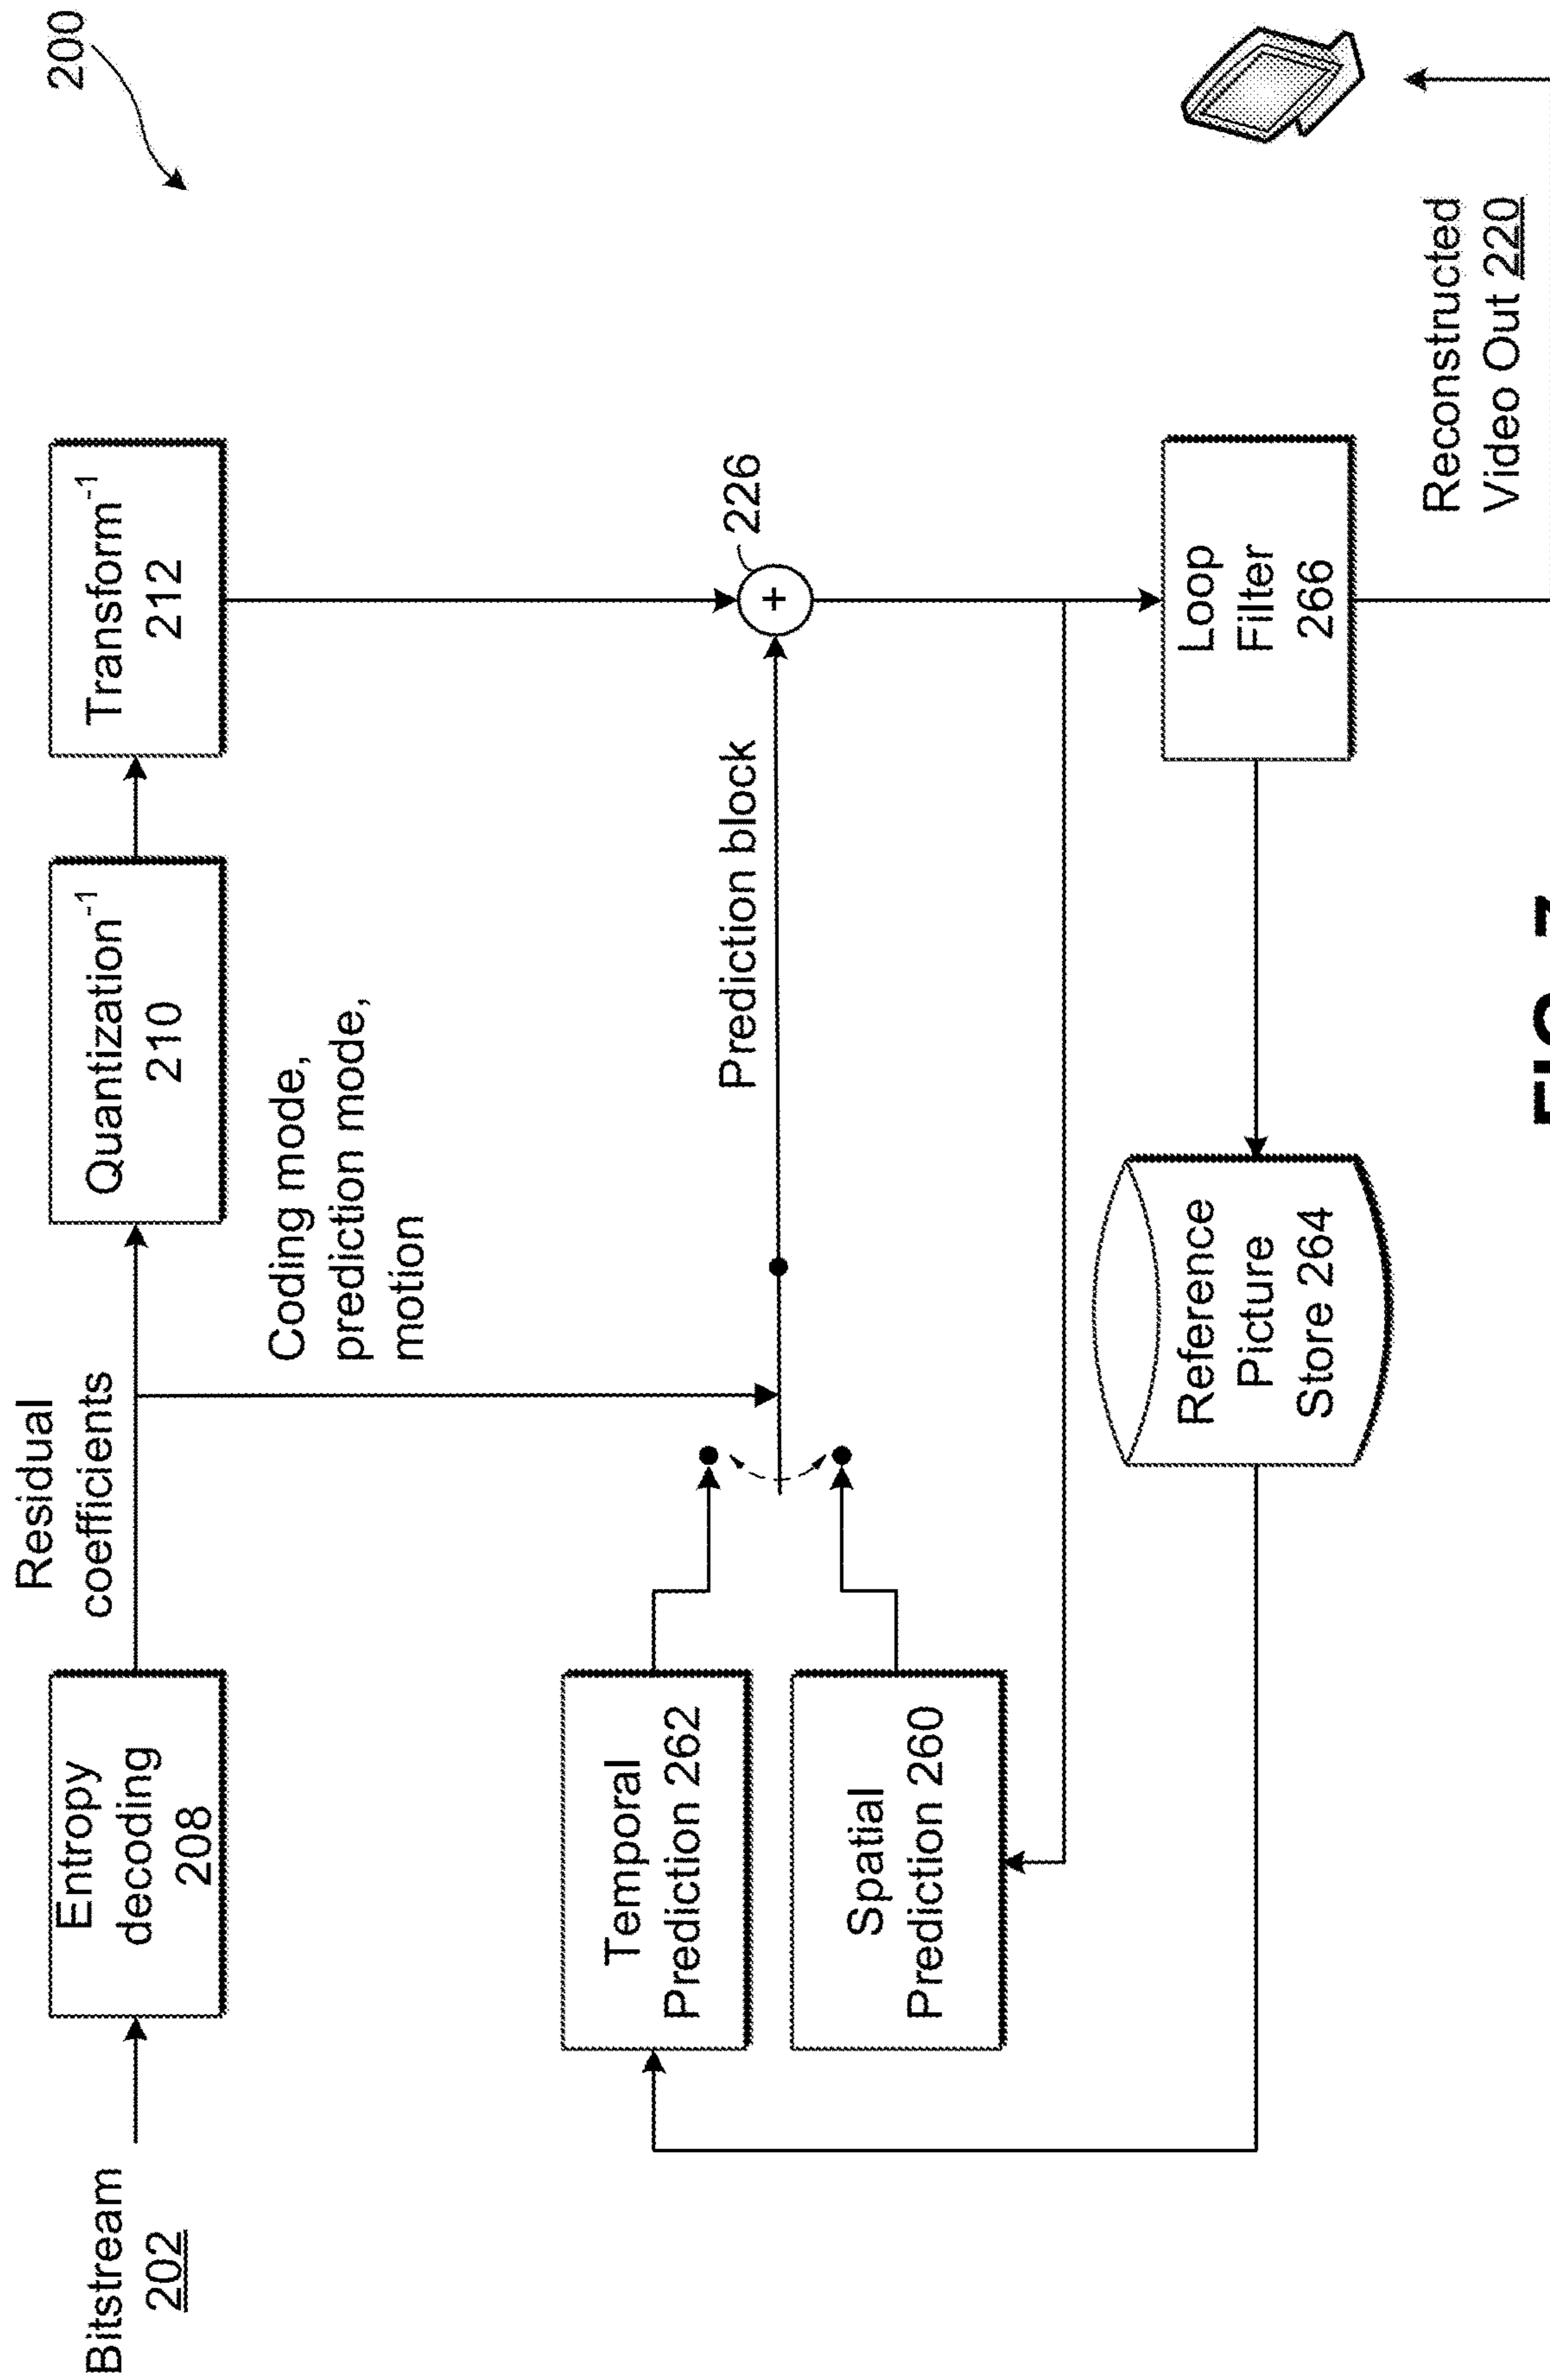 200
Bitstream
202
Entropy
decoding
208
Residual
coefficients
Quantization-1
210
Transform-1
212
Coding mode,
prediction mode,
motion
Temporal
Prediction 262
Spatial
Prediction 260
Prediction block
226
+
Reference
Picture
Store 264
Loop
Filter
266
Reconstructed
Video Out 220